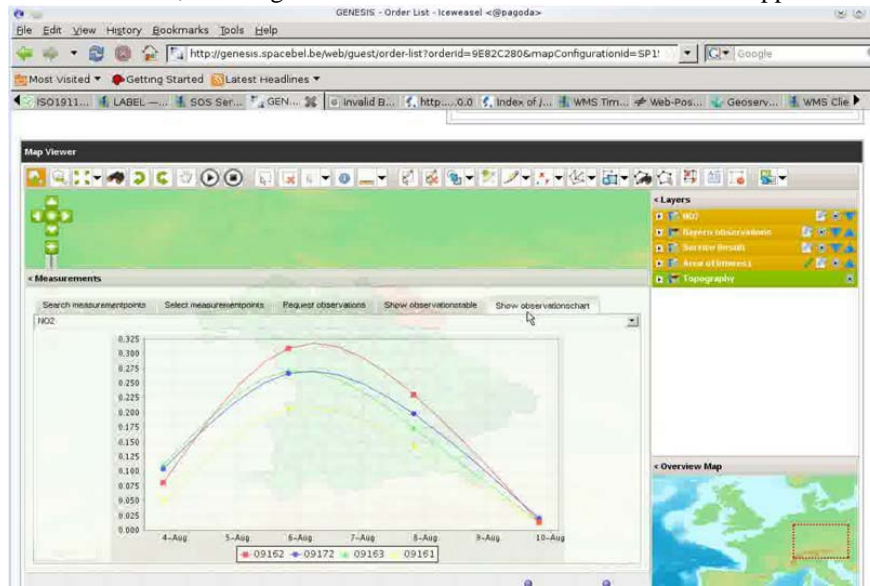 GENESIS - Order List - Iceweasel <@pagoda>
File Edit View History Bookmarks Tools Help
http://genesis.spacebel.be/web/guest/order-list?orderId=9E82C280&mapConfigurationId=SP1! Google
Most Visited Getting Started Latest Headlines
ISO1911... LABEL —... SOS Ser... GEN... Invalid B... http....0.0 Index of /... WMS Tim... Web-Pos... Geoserv... WMS Clie
Map Viewer
< Layers
NO2
Bayern observations
Service Result
Area of Interest
Topography
< Measurements
Search measurementpoints Select measurementpoints Request observations Show observationstable Show observationschart
NO2
0.325
0.300
0.275
0.250
0.225
0.200
0.175
0.150
0.125
0.100
0.075
0.050
0.025
0.000
4-Aug 5-Aug 6-Aug 7-Aug 8-Aug 9-Aug 10-Aug
09162 09172 09163 09161
< Overview Map